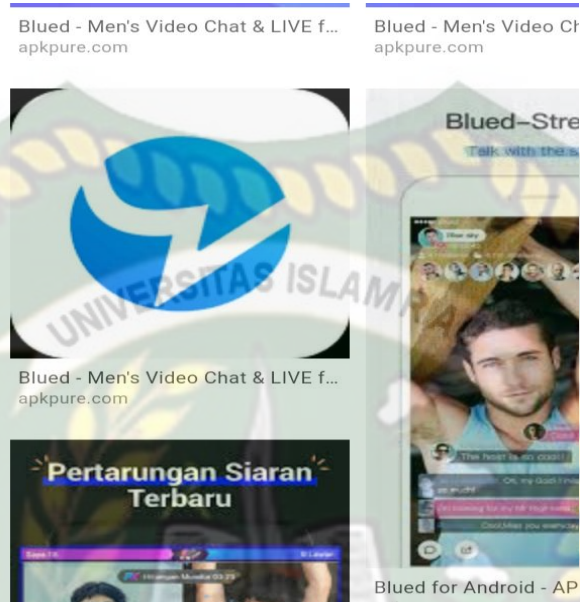 Blued - Men's Video Chat & LIVE f...
apkpure.com
Blued - Men's Video Ch
apkpure.com
Blued-Stre
Talk with the s
UNIVERSITAS ISLAM
Blued - Men's Video Chat & LIVE f...
apkpure.com
Pertarungan Siaran
Terbaru
The host is so cool!
Blued for Android - AP